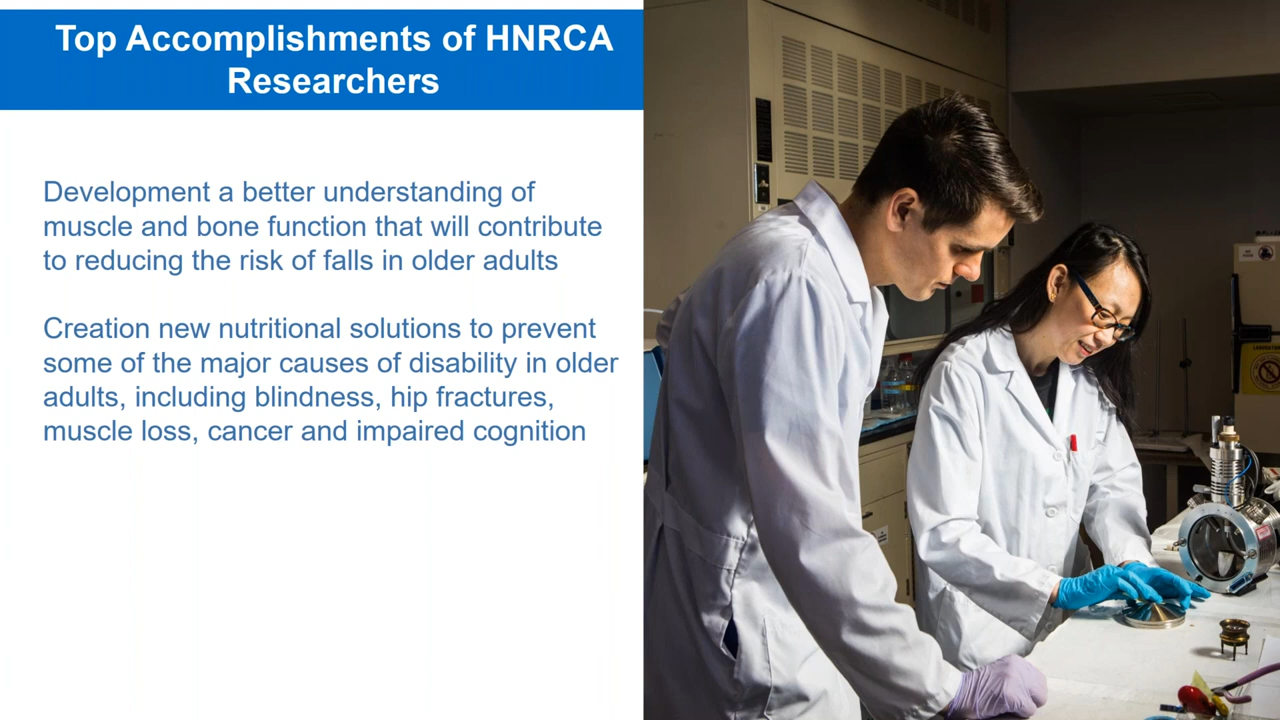 Top Accomplishments of HNRCA
Researchers
Development a better understanding of
muscle and bone function that will contribute
to reducing the risk of falls in older adults
Creation new nutritional solutions to prevent
some of the major causes of disability in older
adults, including blindness, hip fractures,
muscle loss, cancer and impaired cognition